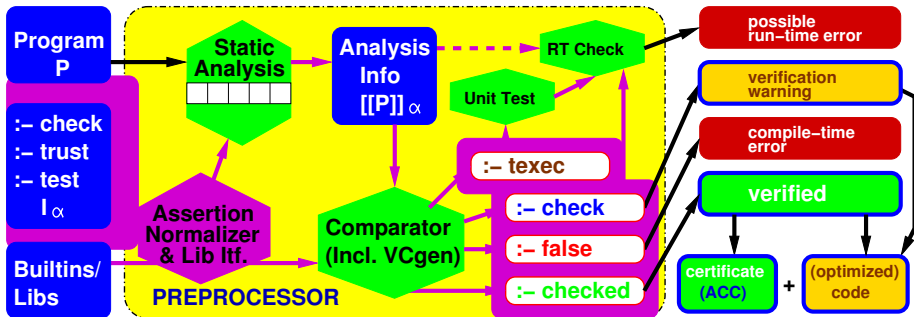 Program
P
:– check
:– trust
:– test
I α
Builtins/
Libs
Static
Analysis
Assertion
Normalizer
& Lib Itf.
PREPROCESSOR
Analysis
Info
[[P]] α
Comparator
(Incl. VCgen)
RT Check
Unit Test
:– texec
:– check
:– false
:– checked
possible
run–time error
verification
warning
compile–time
error
verified
certificate
(ACC)
+
(optimized)
code